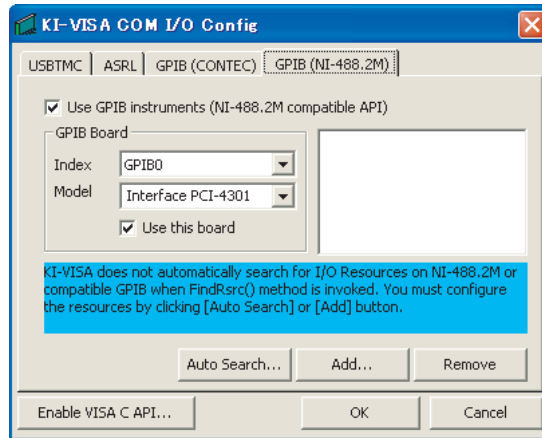 KI-VISA COM I/O Config
USBTMC ASRL GPIB (CONTEC) GPIB (NI-488.2M)
Use GPIB instruments (NI-488.2M compatible API)
GPIB Board
Index GPIB0
Model Interface PCI-4301
Use this board
KI-VISA does not automatically search for I/O Resources on NI-488.2M or
compatible GPIB when FindRsrc() method is invoked. You must configure
the resources by clicking [Auto Search] or [Add] button.
Auto Search... Add... Remove
Enable VISA C API... OK Cancel